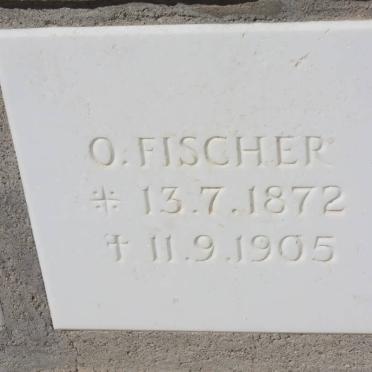 O. FISCHER
* 13.7.1872
† 11.9.1905